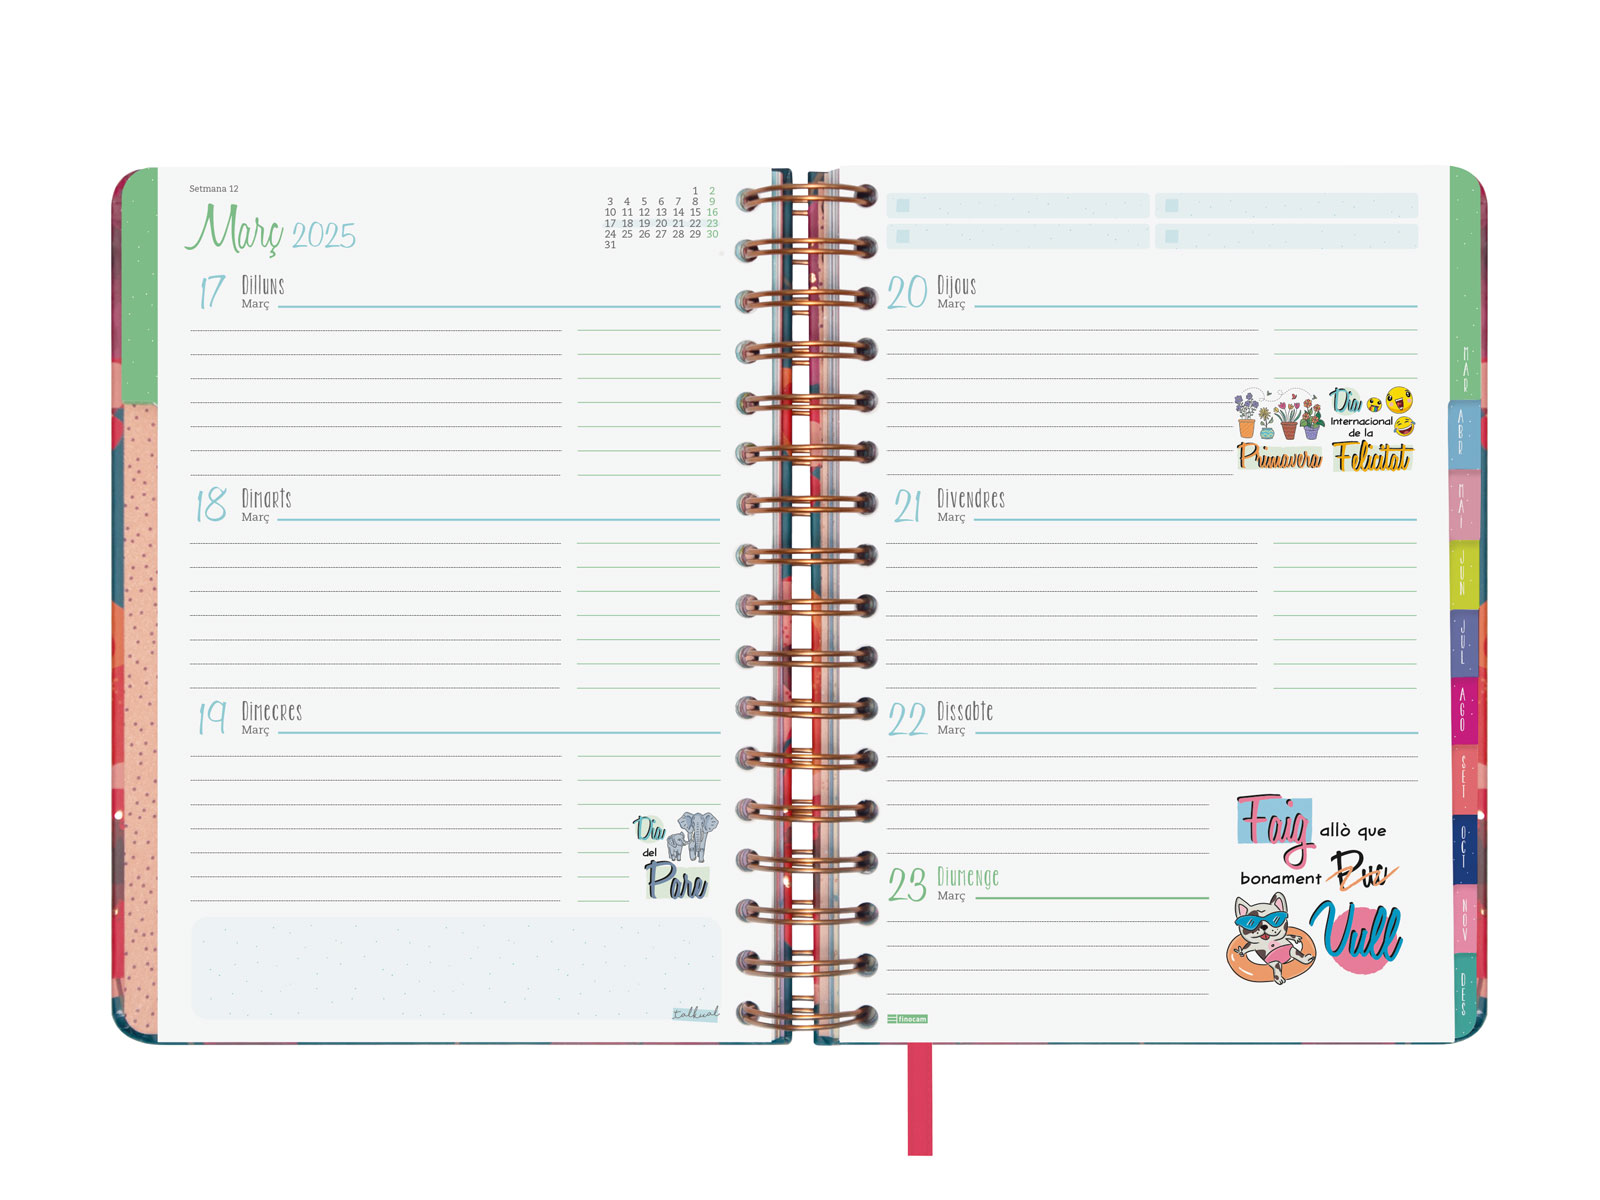 Setmana 12
Març 2025
1 2
3 4 5 6 7 8 9
10 11 12 13 14 15 16
17 18 19 20 21 22 23
24 25 26 27 28 29 30
31
17 Dilluns
Març
18 Dimarts
Març
19 Dimecres
Març
Dia
del
Pare
talkual
20 Dijous
Març
Primavera
Dia
Internacional
de la
Felicitat
21 Divendres
Març
22 Dissabte
Març
Faig allò que
bonament Puc
Vull
23 Diumenge
Març
finocam
MAR
ABR
MAI
JUN
JUL
AGO
SET
OCT
NOV
DES